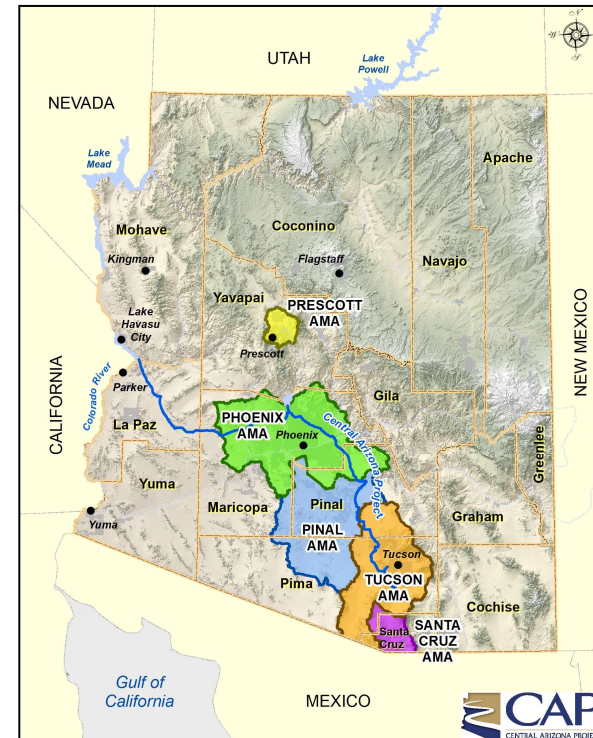 N
W
S
UTAH
Lake
Powell
NEVADA
Lake
Mead
Apache
Mohave
Coconino
Navajo
Kingman
Flagstaff
Yavapai
PRESCOTT
AMA
Lake
Havasu
City
Prescott
NEW MEXICO
CALIFORNIA
Colorado River
Parker
Gila
La Paz
PHOENIX
AMA
Phoenix
Central Arizona Project
Greenlee
Yuma
Maricopa
Pinal
Graham
Yuma
PINAL
AMA
Tucson
Pima
TUCSON
AMA
Cochise
Santa
Cruz
SANTA
CRUZ
AMA
Gulf of
California
MEXICO
CAP